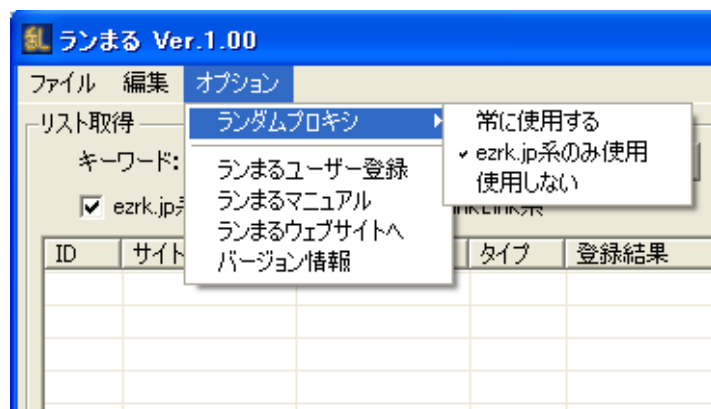 乱 ランまる Ver.1.00
ファイル 編集 オプション
リスト取得
ランダムプロキシ
常に使用する
キーワード:
ezrk.jp系のみ使用
ランまるユーザー登録
使用しない
ezrk.jp
ランまるマニュアル
ランまるウェブサイトへ
ID サイト タイプ 登録結果
バージョン情報